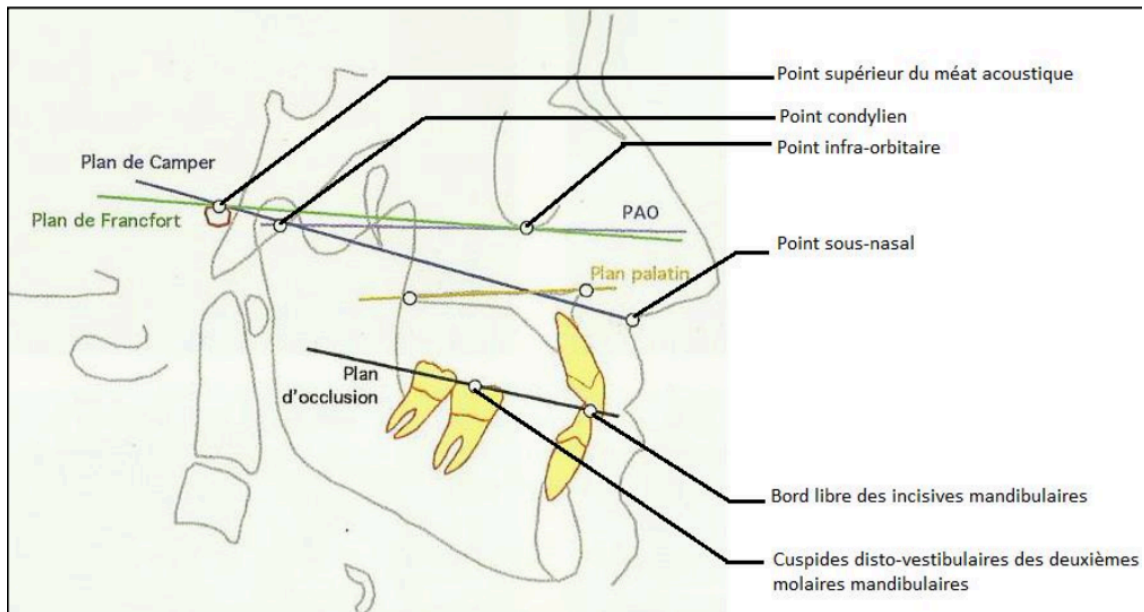 Point supérieur du méat acoustique
Point condylien
Point infra-orbitaire
Plan de Camper
Plan de Francfort
PAO
Point sous-nasal
Plan palatin
Plan
d'occlusion
Bord libre des incisives mandibulaires
Cuspides disto-vestibulaires des deuxièmes
molaires mandibulaires